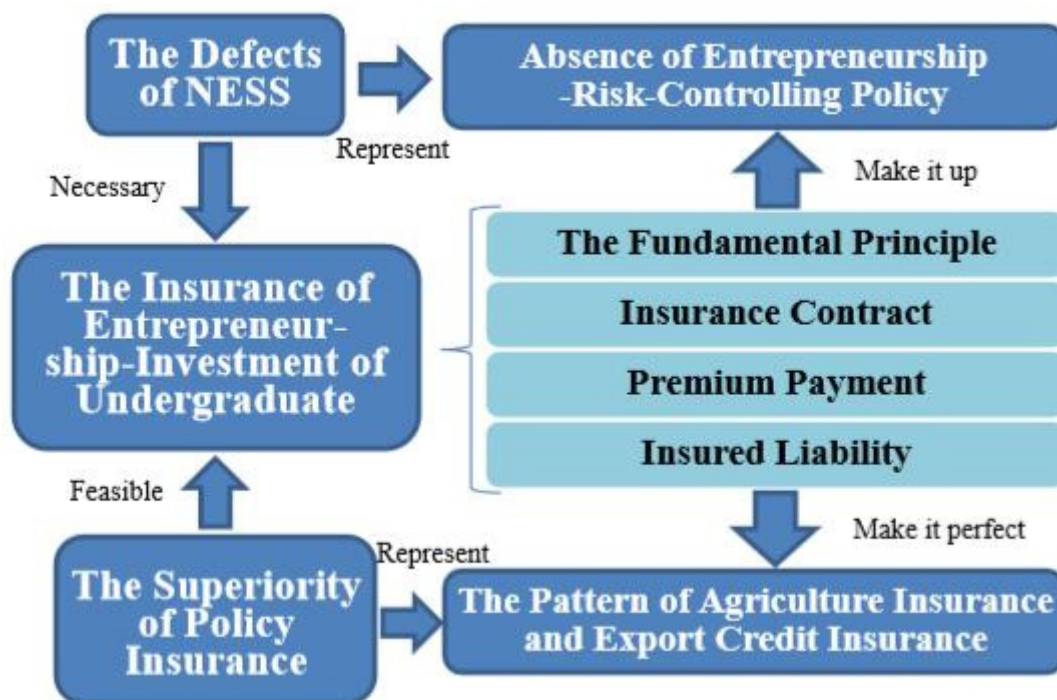 The Defects
of NESS
Represent
Absence of Entrepreneurship
-Risk-Controlling Policy
Necessary
Make it up
The Insurance of
Entrepreneur-
ship-Investment of
Undergraduate
The Fundamental Principle
Insurance Contract
Premium Payment
Insured Liability
Feasible
Make it perfect
The Superiority
of Policy
Insurance
Represent
The Pattern of Agriculture Insurance
and Export Credit Insurance